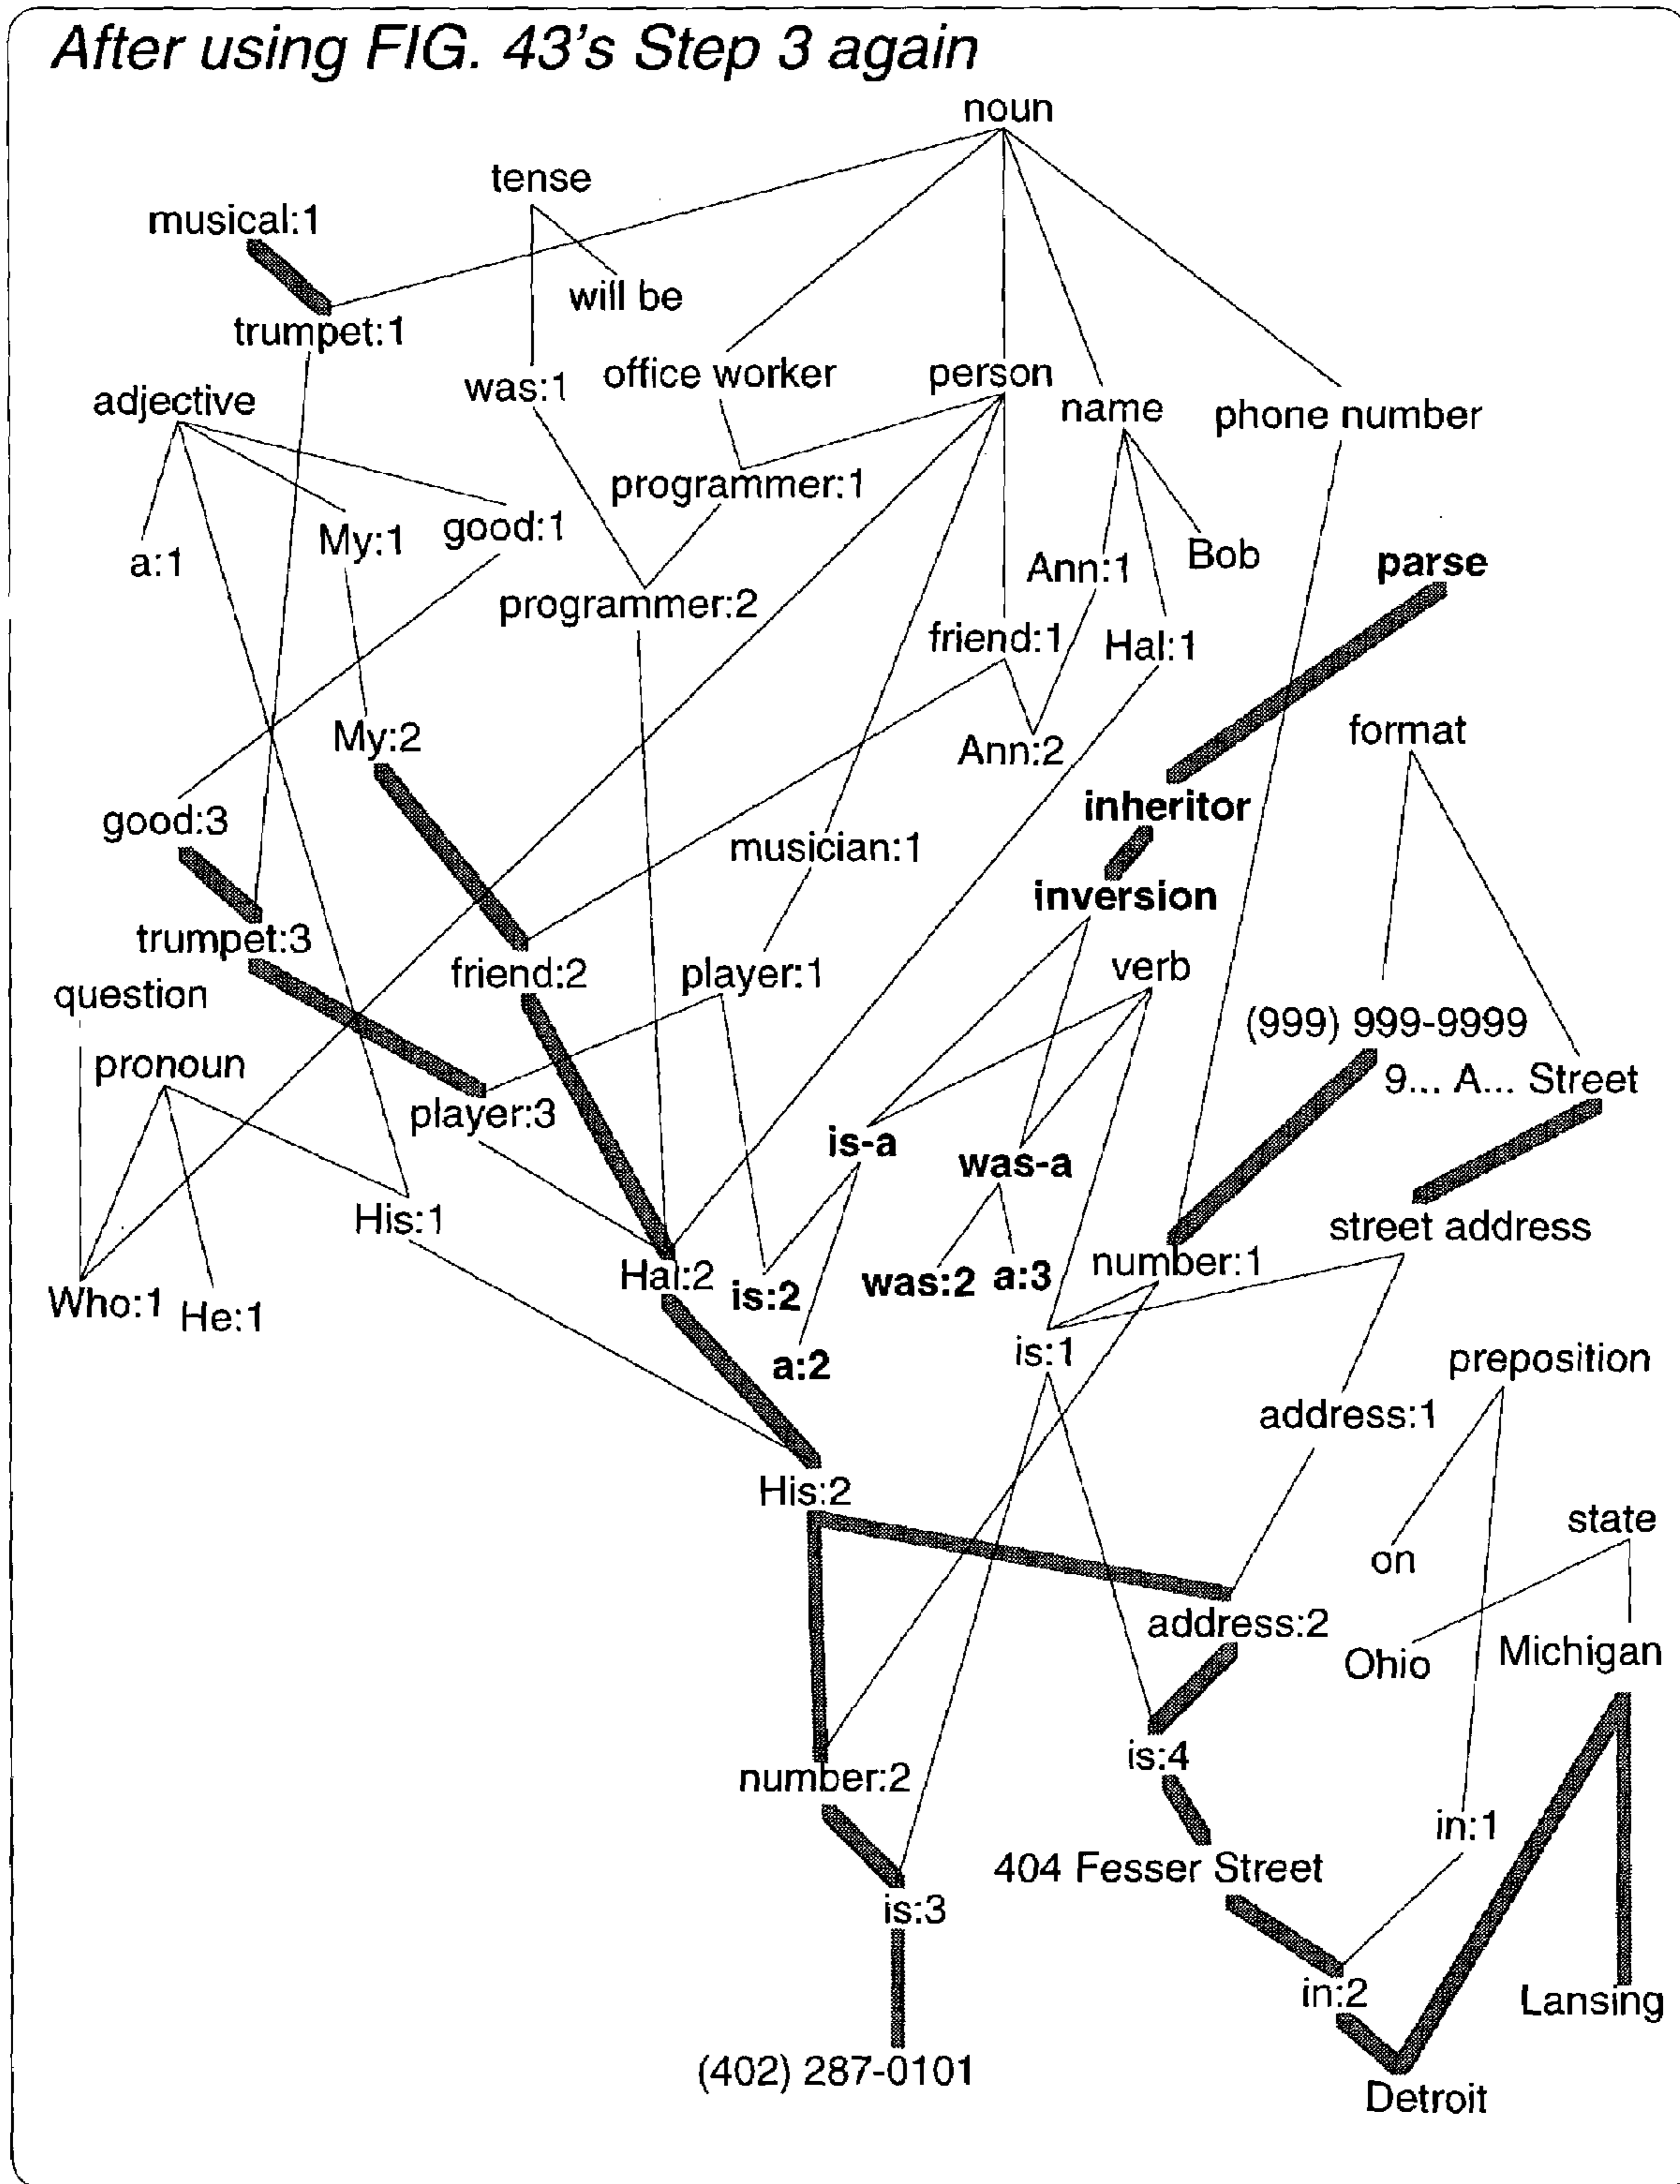 After using FIG. 43's Step 3 again
noun
tense
musical:1
will be
trumpet:1
was:1
office worker
person
adjective
name
phone number
programmer:1
My:1
good:1
a:1
Ann:1
Bob
parse
programmer:2
friend:1
Hal:1
My:2
Ann:2
format
good:3
musician:1
inheritor
inversion
trumpet:3
friend:2
player:1
verb
question
(999) 999-9999
pronoun
9... A... Street
player:3
is-a
was-a
His:1
street address
Who:1
He:1
Hal:2
is:2
was:2
a:3
number:1
a:2
is:1
preposition
address:1
His:2
state
on
address:2
Ohio
Michigan
number:2
is:4
in:1
404 Fesser Street
is:3
in:2
Lansing
(402) 287-0101
Detroit